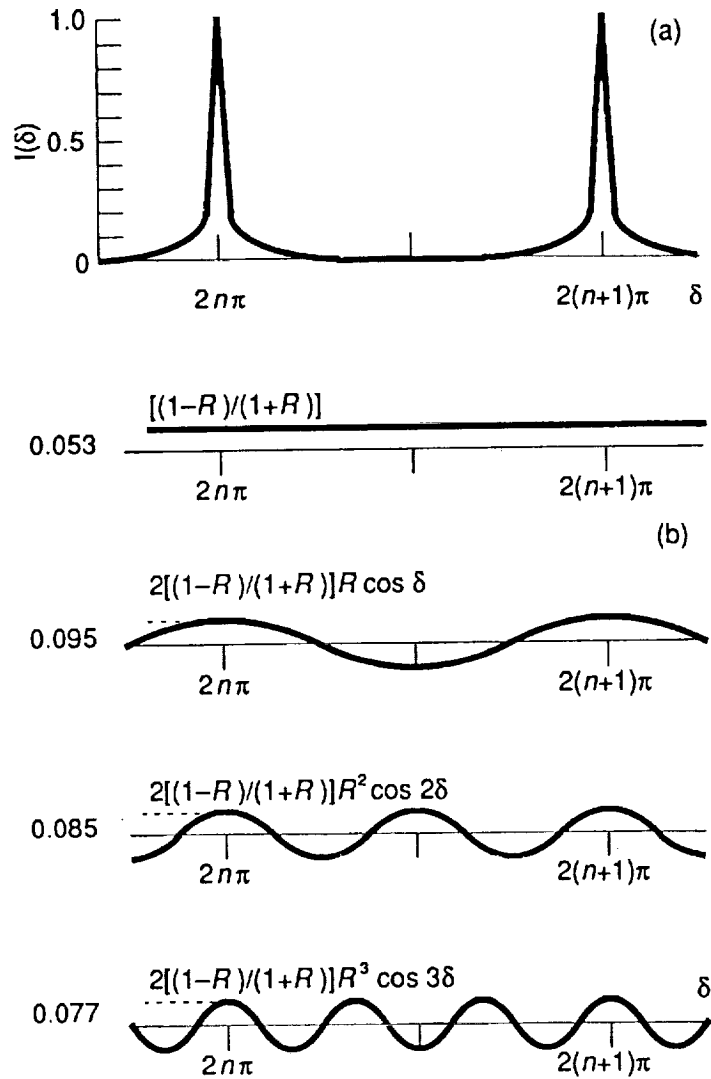 1.0
(a)
I(δ)
0.5
0
2nπ
2(n+1)π δ
[(1−R)/(1+R)]
0.053
2nπ
2(n+1)π
(b)
2[(1−R)/(1+R)]R cos δ
0.095
2nπ
2(n+1)π
2[(1−R)/(1+R)]R² cos 2δ
0.085
2nπ
2(n+1)π
2[(1−R)/(1+R)]R³ cos 3δ
δ
0.077
2nπ
2(n+1)π